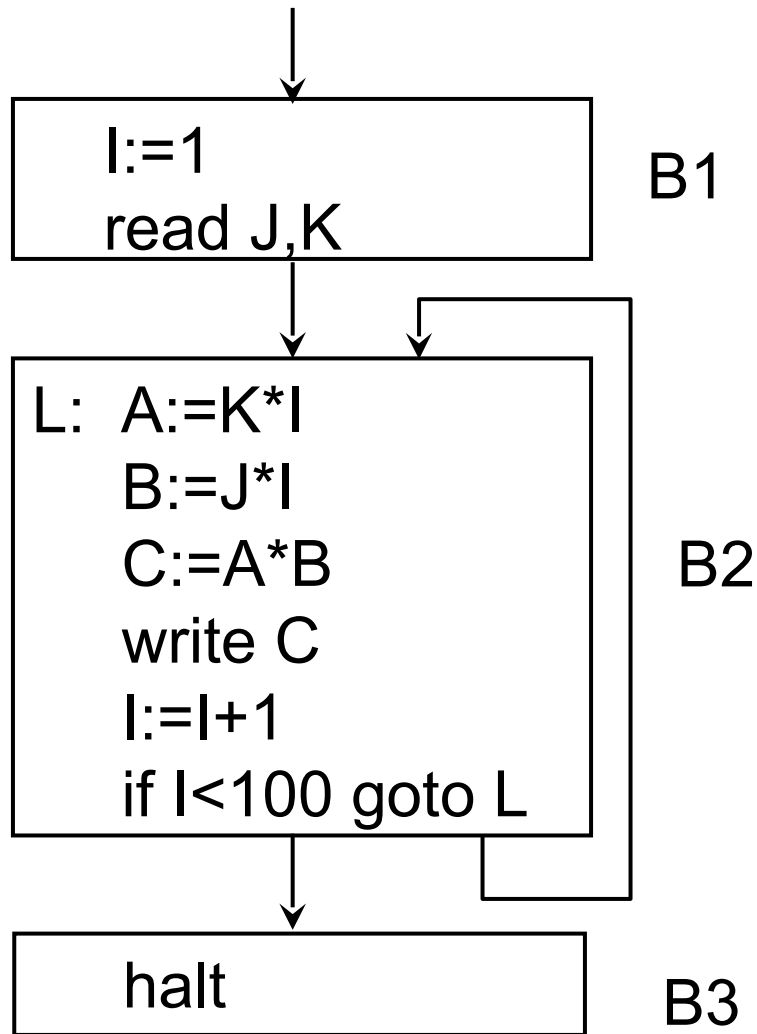 I:=1
read J,K
B1
L: A:=K*I
B:=J*I
C:=A*B
write C
I:=I+1
if I<100 goto L
B2
halt
B3